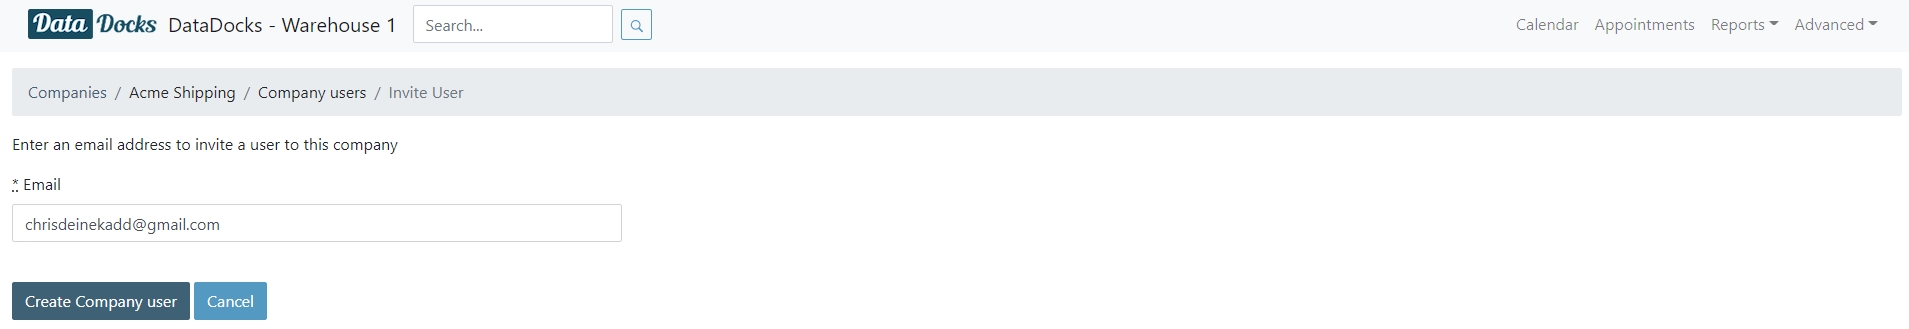 Data Docks DataDocks - Warehouse 1 Search... Calendar Appointments Reports Advanced
Companies / Acme Shipping / Company users / Invite User
Enter an email address to invite a user to this company
* Email
chrisdeinekadd@gmail.com
Create Company user Cancel